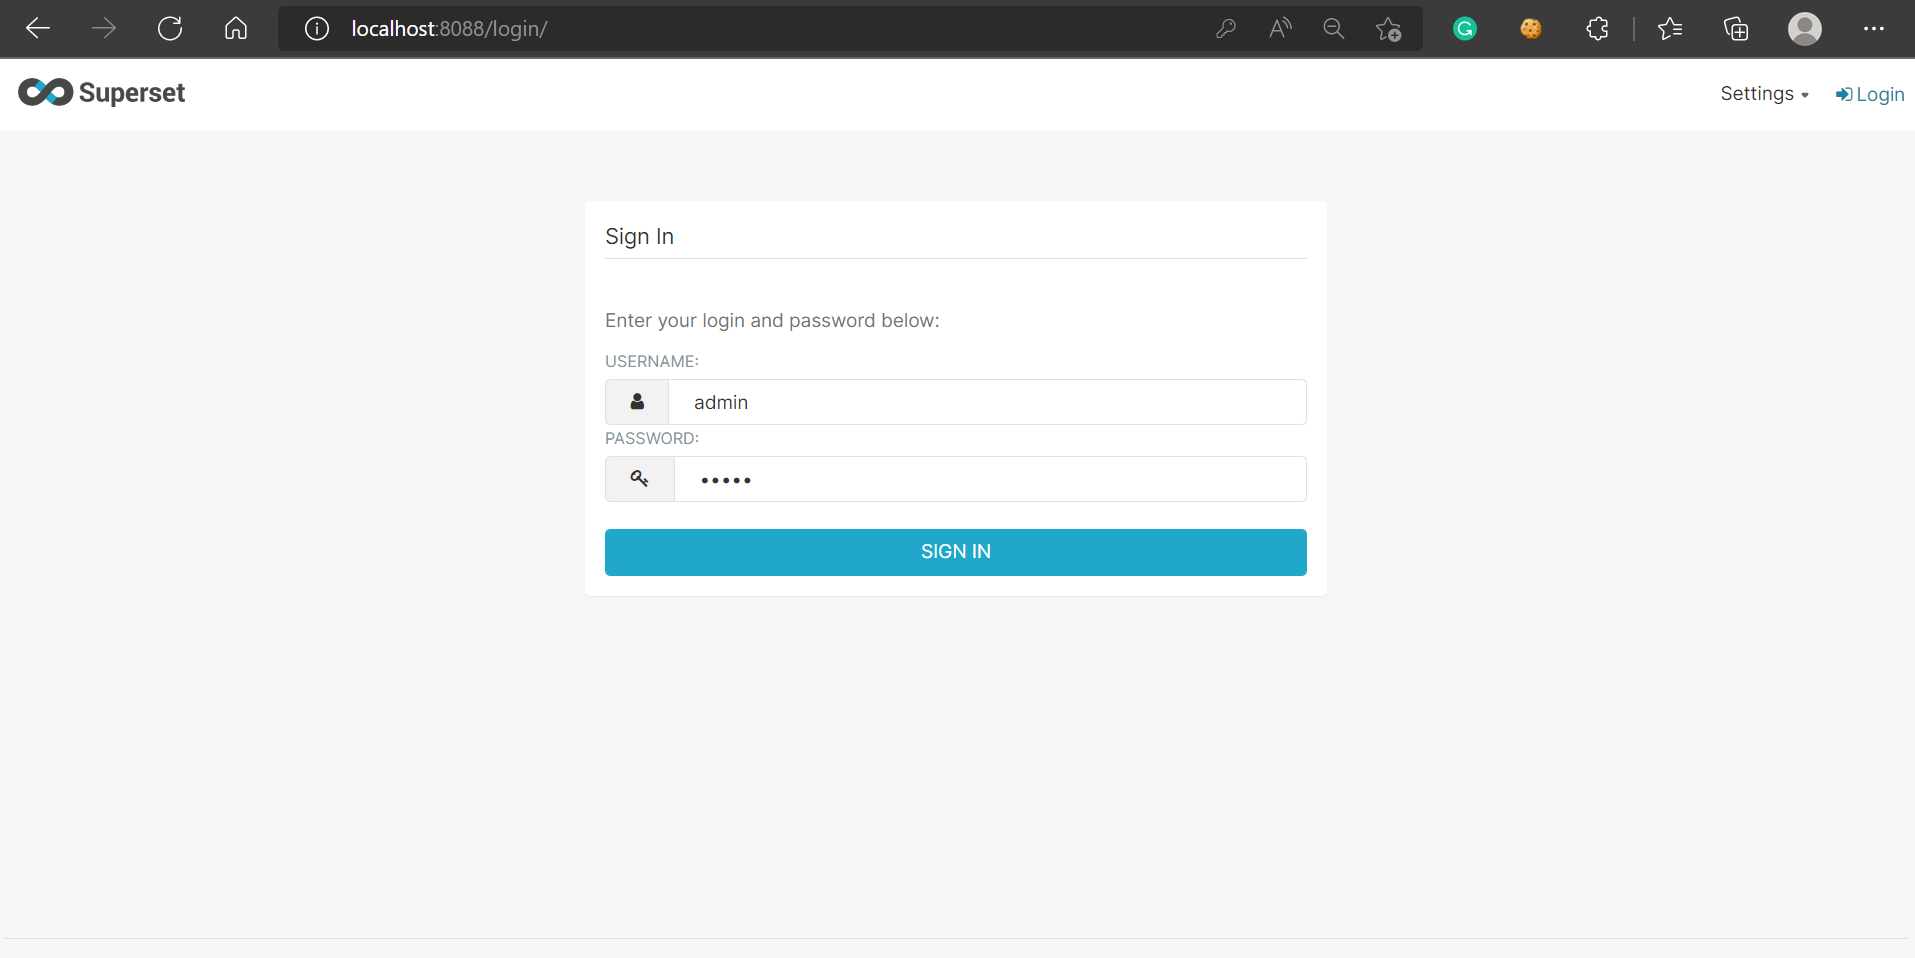 localhost:8088/login/
Superset
Settings
Login
Sign In
Enter your login and password below:
USERNAME:
admin
PASSWORD:
•••••
SIGN IN